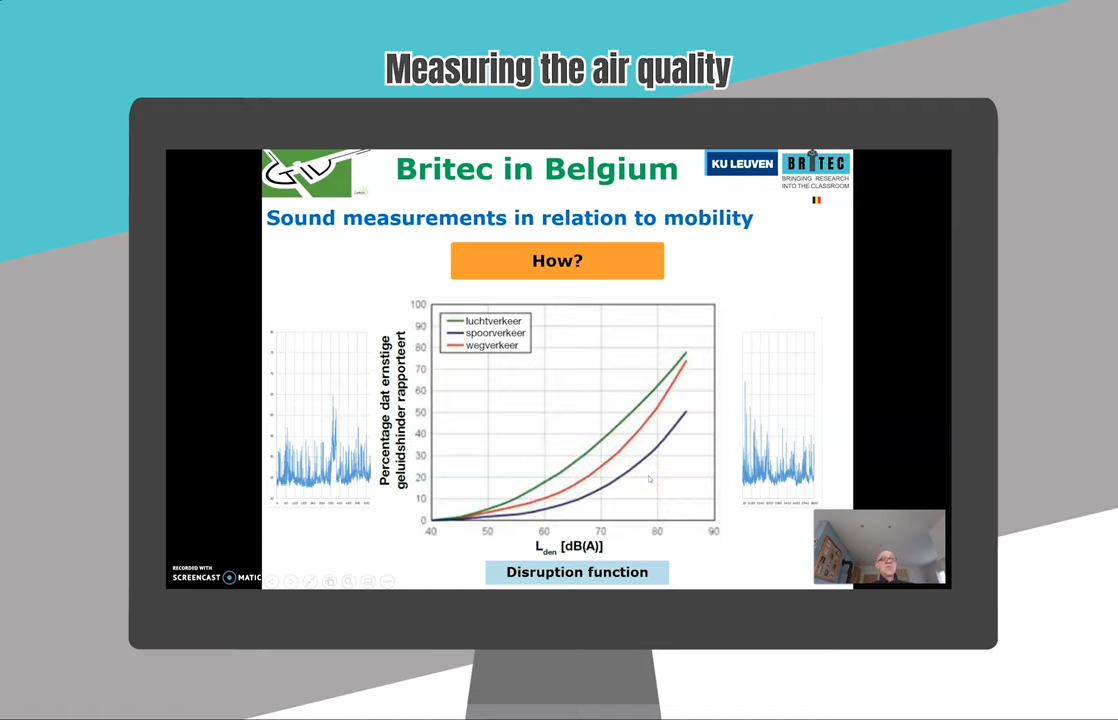 Measuring the air quality
Britec in Belgium
KU LEUVEN
BRITEC
BRINGING RESEARCH
INTO THE CLASSROOM
Sound measurements in relation to mobility
How?
Percentage dat ernstige
geluidshinder rapporteert
100
90
80
70
60
50
40
30
20
10
0
luchtverkeer
spoorverkeer
wegverkeer
40 50 60 70 80 90
Lden [dB(A)]
Disruption function
RECORDED WITH
SCREENCAST MATIC